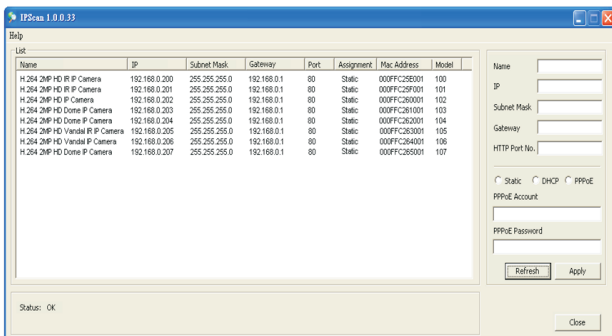 IPScan 1.0.0.33
Help
List
Name IP Subnet Mask Gateway Port Assignment Mac Address Model
H.264 2MP HD IR IP Camera 192.168.0.200 255.255.255.0 192.168.0.1 80 Static 000FFC25E001 100
H.264 2MP HD IR IP Camera 192.168.0.201 255.255.255.0 192.168.0.1 80 Static 000FFC25F001 101
H.264 2MP HD IP Camera 192.168.0.202 255.255.255.0 192.168.0.1 80 Static 000FFC260001 102
H.264 2MP HD Dome IP Camera 192.168.0.203 255.255.255.0 192.168.0.1 80 Static 000FFC261001 103
H.264 2MP HD Dome IP Camera 192.168.0.204 255.255.255.0 192.168.0.1 80 Static 000FFC262001 104
H.264 2MP HD Vandal IR IP Camera 192.168.0.205 255.255.255.0 192.168.0.1 80 Static 000FFC263001 105
H.264 2MP HD Vandal IP Camera 192.168.0.206 255.255.255.0 192.168.0.1 80 Static 000FFC264001 106
H.264 2MP HD Dome IP Camera 192.168.0.207 255.255.255.0 192.168.0.1 80 Static 000FFC265001 107
Name
IP
Subnet Mask
Gateway
HTTP Port No.
Static DHCP PPPoE
PPPoE Account
PPPoE Password
Refresh Apply
Status: OK
Close